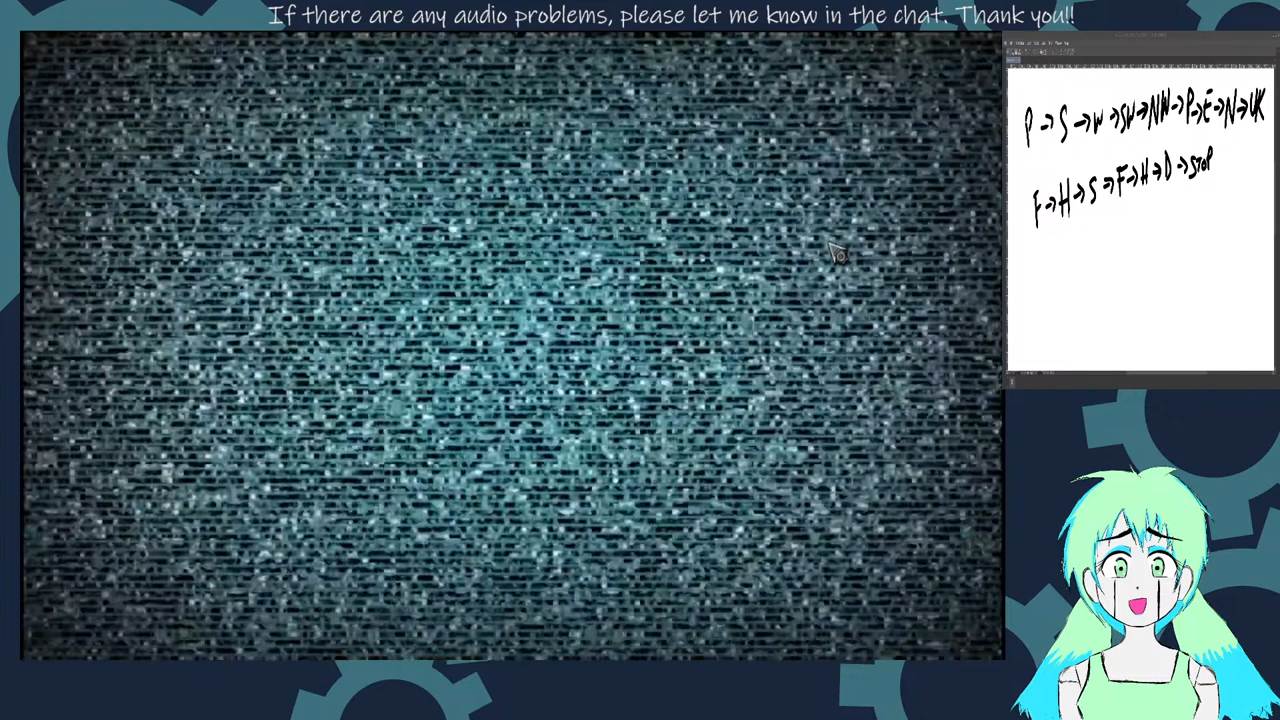 If there are any audio problems, please let me know in the chat. Thank you!!
P→S→W→SW→NW→P→E→N→UK
F→H→S→F→H→D→STOP